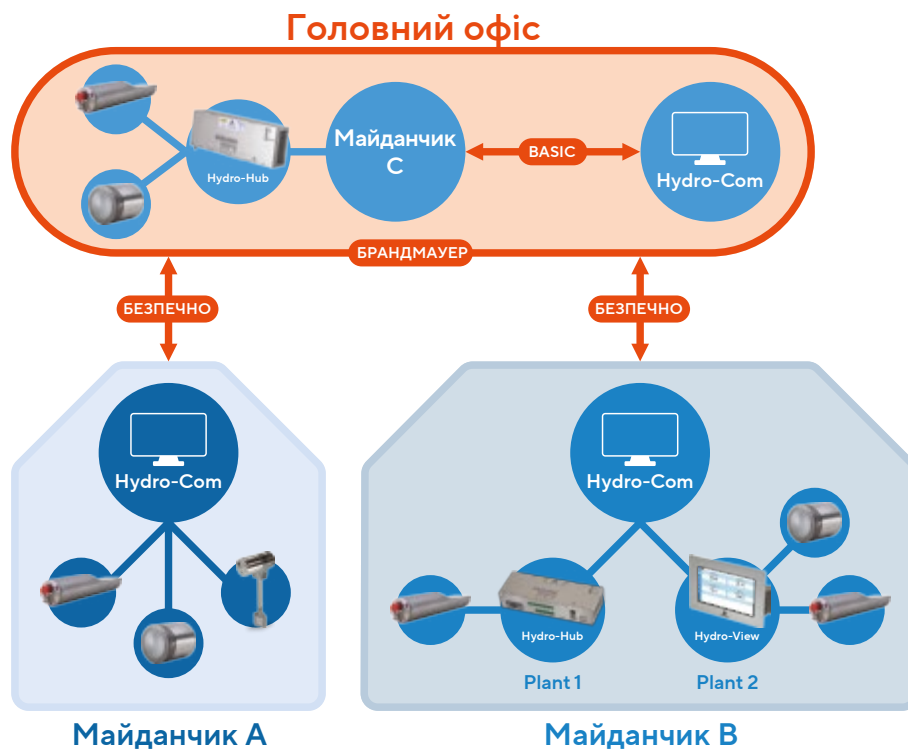 Головний офіс
Hydro-Hub
Майданчик
C
BASIC
Hydro-Com
БРАНДМАУЕР
БЕЗПЕЧНО
БЕЗПЕЧНО
Hydro-Com
Hydro-Com
Hydro-Hub
Hydro-View
Plant 1
Plant 2
Майданчик A
Майданчик B